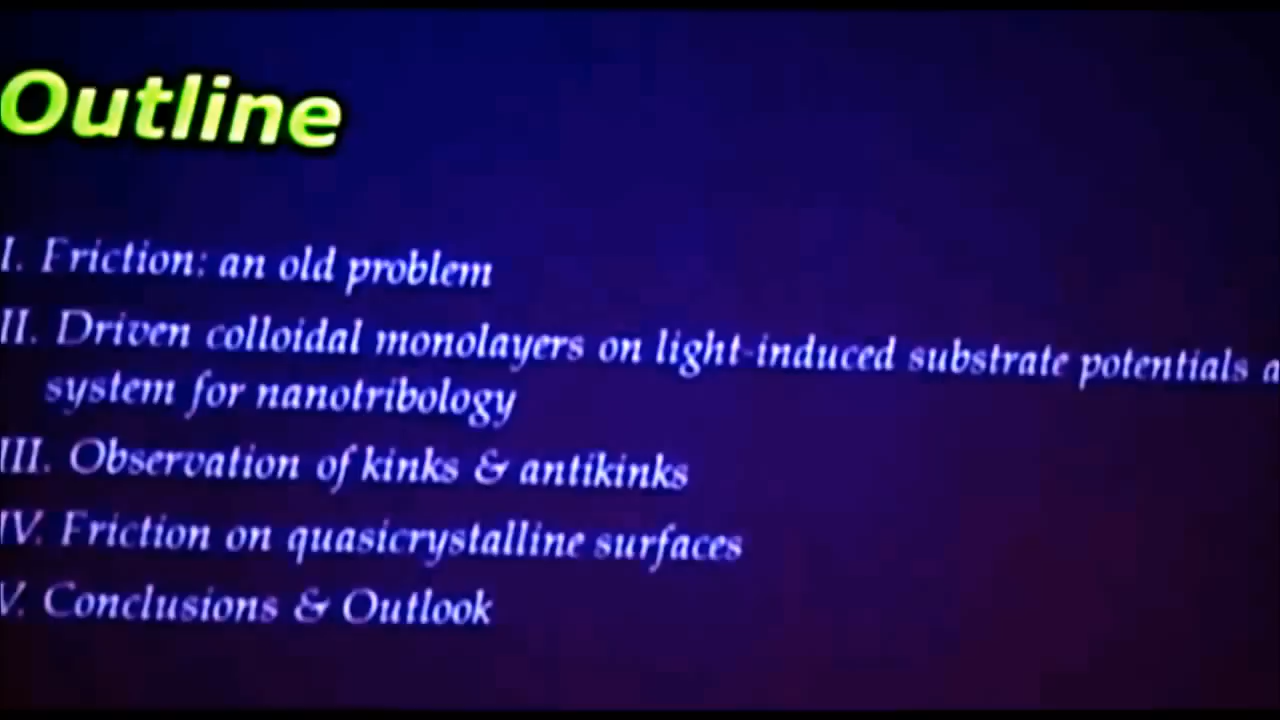 Outline
I. Friction: an old problem
II. Driven colloidal monolayers on light-induced substrate potentials
system for nanotribology
III. Observation of kinks & antikinks
IV. Friction on quasicrystalline surfaces
V. Conclusions & Outlook